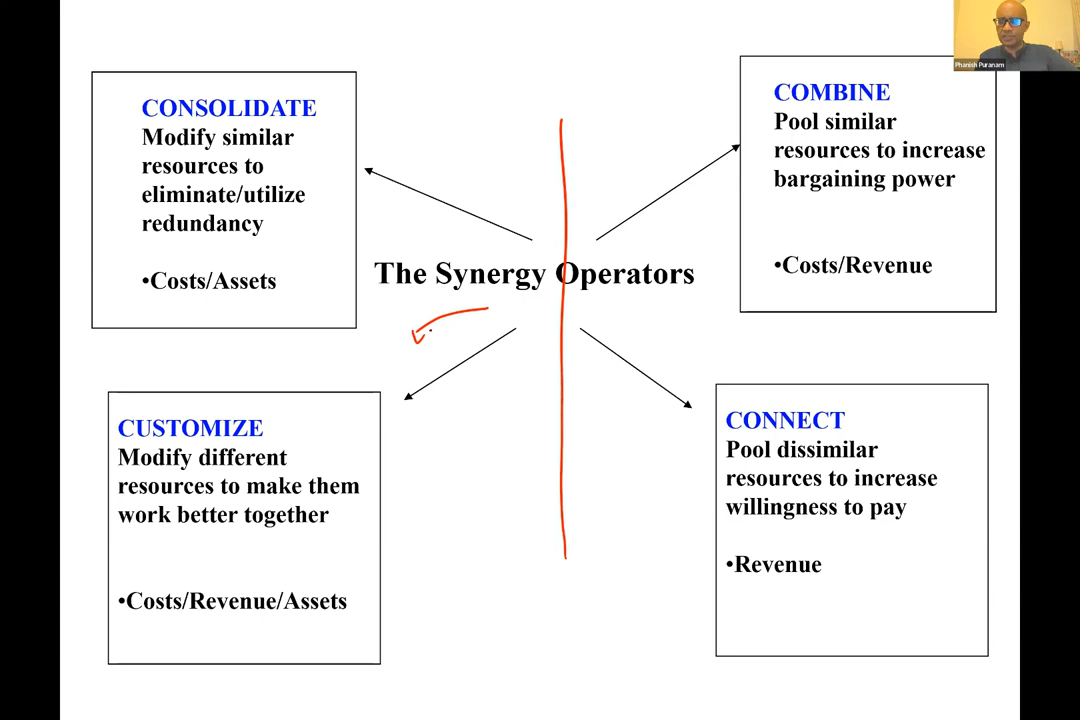 CONSOLIDATE
Modify similar
resources to
eliminate/utilize
redundancy
•Costs/Assets
COMBINE
Pool similar
resources to increase
bargaining power
•Costs/Revenue
Phanish Puranam
The Synergy Operators
CUSTOMIZE
Modify different
resources to make them
work better together
•Costs/Revenue/Assets
CONNECT
Pool dissimilar
resources to increase
willingness to pay
•Revenue